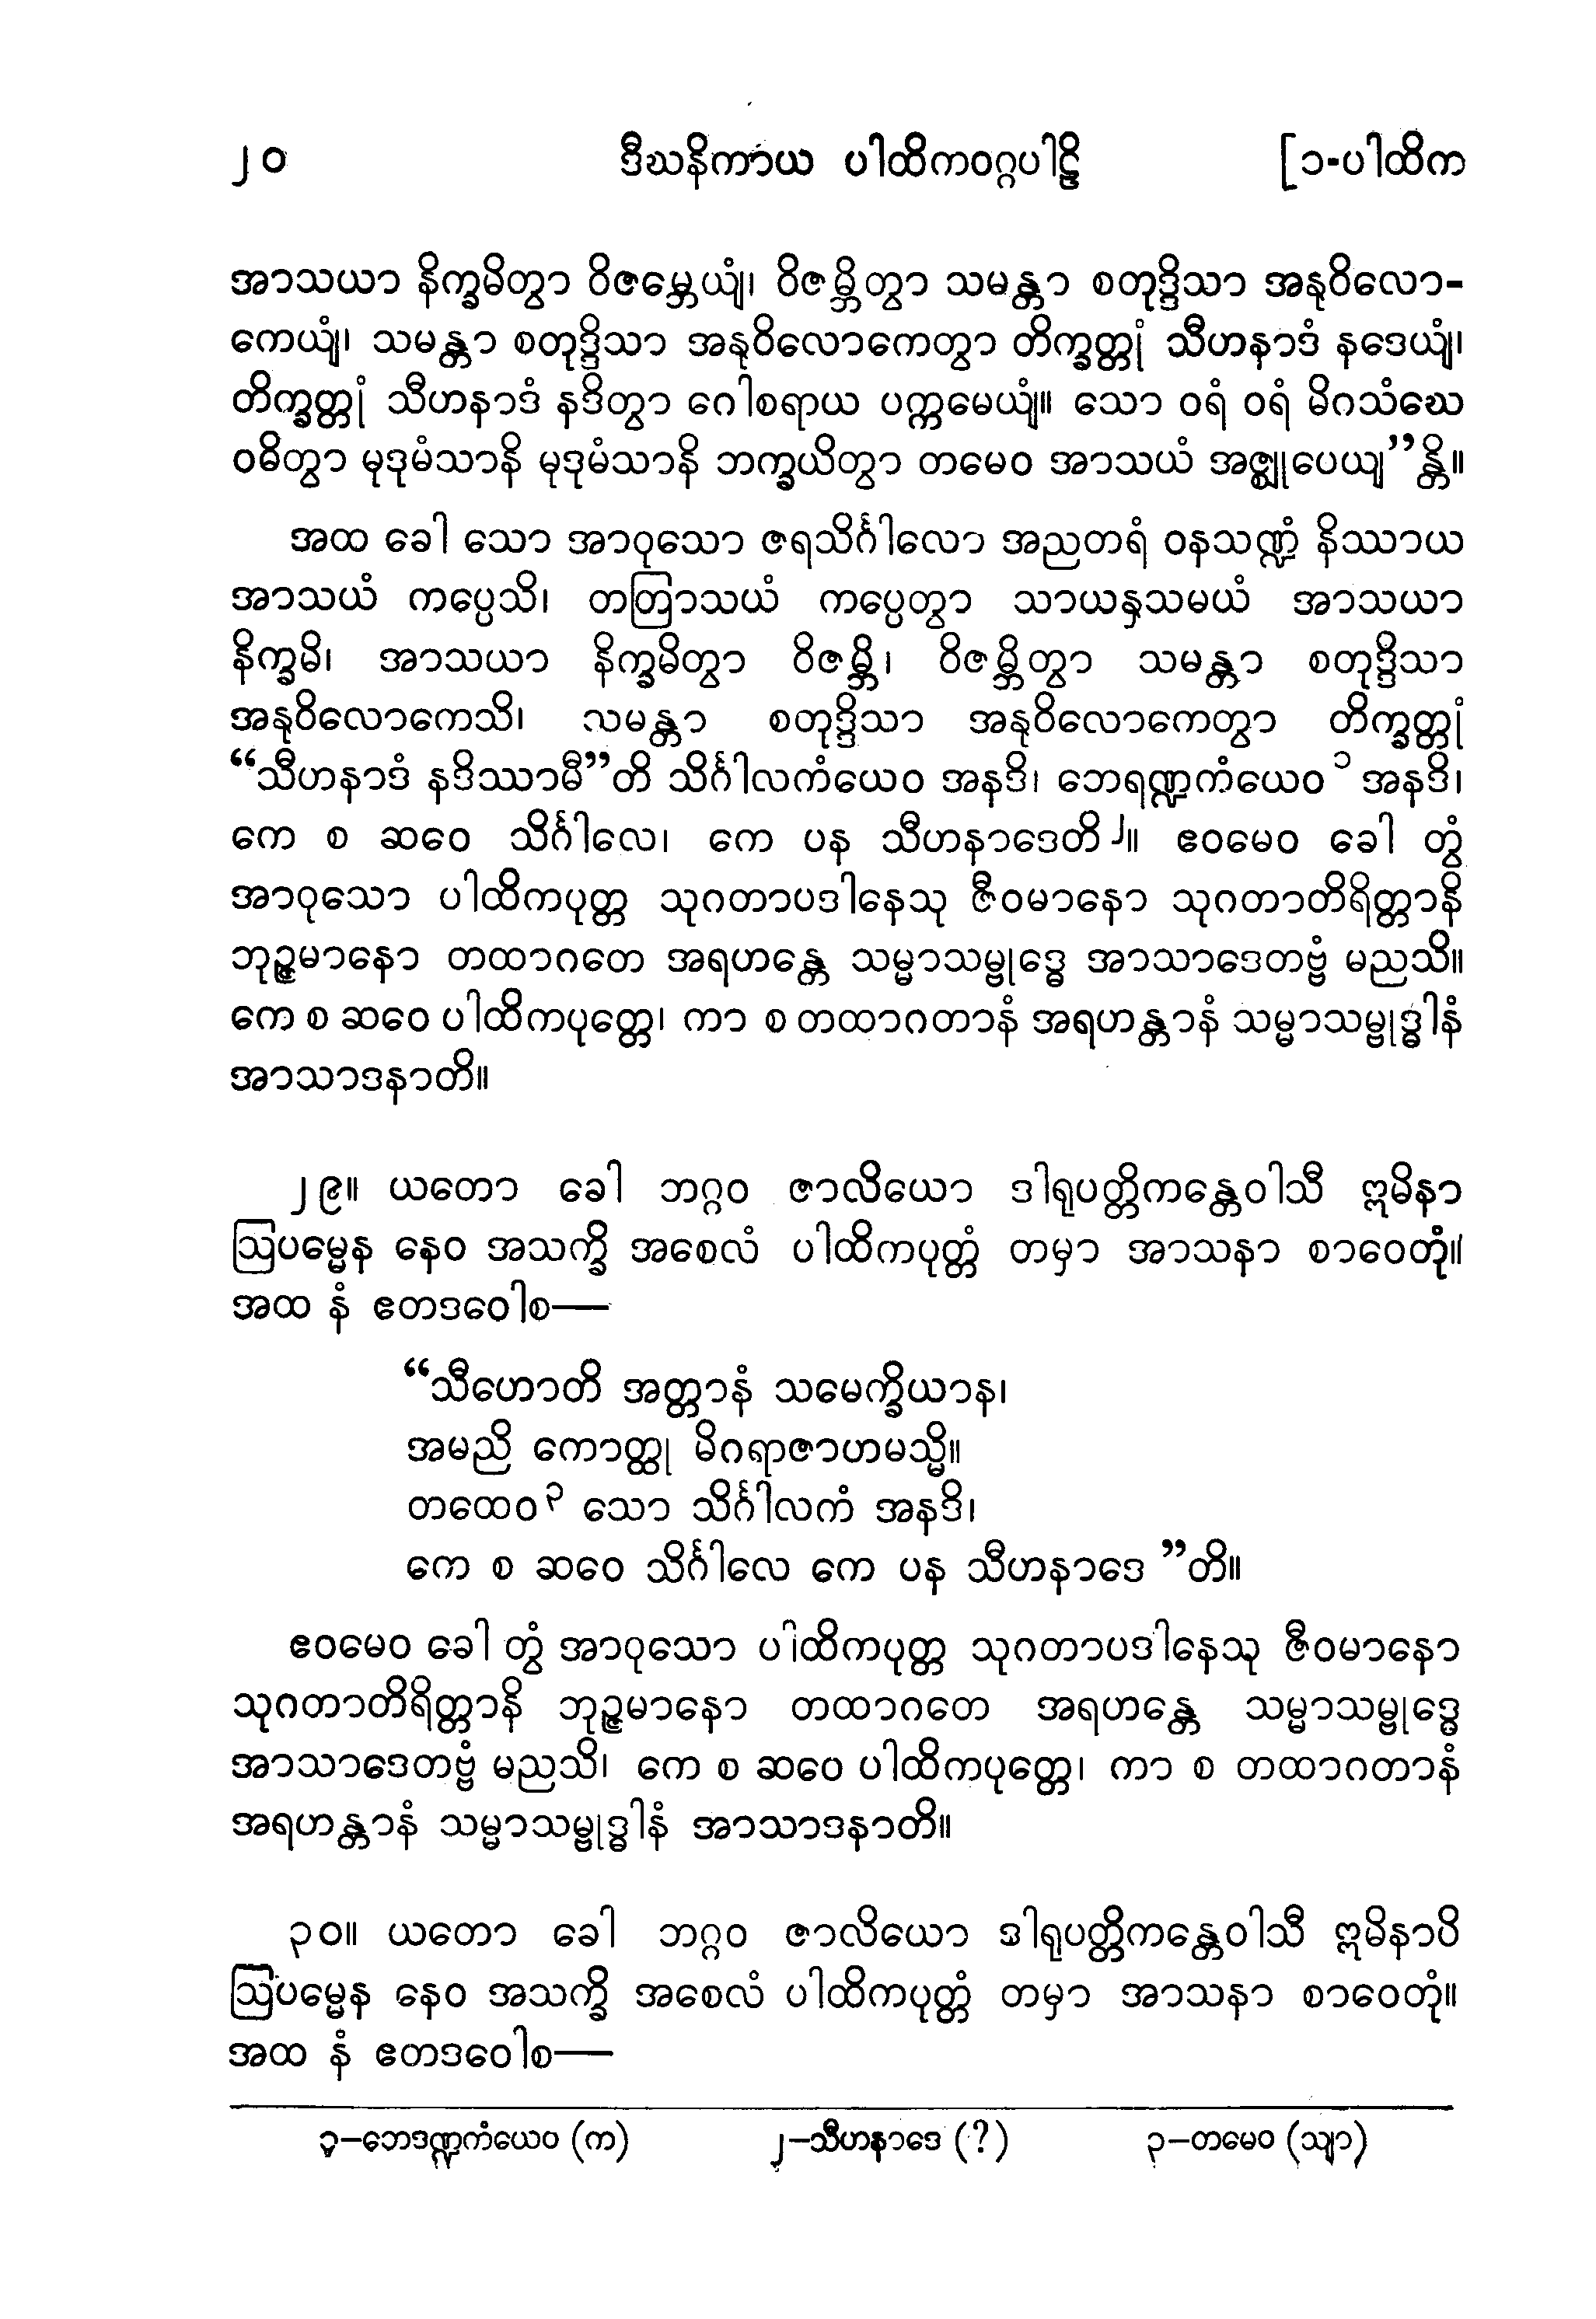 ၂၀ ဒီဃနိကာယ ပါထိကဝဂ္ဂပါဠိ [၁-ပါထိက
အာသယာ နိက္ခမိတွာ ဝိဇမ္ဘေယျံ၊ ဝိဇမ္ဘိတွာ သမန္တာ စတုဒ္ဒိသာ အနုဝိလော-
ကေယျံ၊ သမန္တာ စတုဒ္ဒိသာ အနုဝိလောကေတွာ တိက္ခတ္တုံ သီဟနာဒံ နဒေယျံ၊
တိက္ခတ္တုံ သီဟနာဒံ နဒိတွာ ဂေါစရာယ ပက္ကမေယျံ။ သော ဝရံ ဝရံ မိဂသံဃေ
ဝဓိတွာ မုဒုမံသာနိ မုဒုမံသာနိ ဘက္ခယိတွာ တမေဝ အာသယံ အဇ္ဈုပေယျ”န္တိ။
အထ ခေါ သော အာဝုသော ဇရသိင်္ဂါလော အညတရံ ဝနသဏ္ဍံ နိဿာယ
အာသယံ ကပ္ပေသိ၊ တတြာသယံ ကပ္ပေတွာ သာယနှသမယံ အာသယာ
နိက္ခမိ၊ အာသယာ နိက္ခမိတွာ ဝိဇမ္ဘိ၊ ဝိဇမ္ဘိတွာ သမန္တာ စတုဒ္ဒိသာ
အနုဝိလောကေသိ၊ သမန္တာ စတုဒ္ဒိသာ အနုဝိလောကေတွာ တိက္ခတ္တုံ
“သီဟနာဒံ နဒိဿာမီ”တိ သိင်္ဂါလကံယေဝ အနဒိ၊ ဘေရဏ္ဍကံယေဝ ၁ အနဒိ၊
ကေ စ ဆဝေ သိင်္ဂါလေ၊ ကေ ပန သီဟနာဒေတိ ၂။ ဧဝမေဝ ခေါ တွံ
အာဝုသော ပါထိကပုတ္တ သုဂတာပဒါနေသု ဇီဝမာနော သုဂတာတိရိတ္တာနိ
ဘုဉ္ဇမာနော တထာဂတေ အရဟန္တေ သမ္မာသမ္ဗုဒ္ဓေ အာသာဒေတဗ္ဗံ မညသိ။
ကေ စ ဆဝေ ပါထိကပုတ္တေ၊ ကာ စ တထာဂတာနံ အရဟန္တာနံ သမ္မာသမ္ဗုဒ္ဓါနံ
အာသာဒနာတိ။
၂၉။ ယတော ခေါ ဘဂ္ဂဝ ဇာလိယော ဒါရုပတ္တိကန္တေဝါသီ ဣမိနာ
ဩပမ္မေန နေဝ အသက္ခိ အစေလံ ပါထိကပုတ္တံ တမှာ အာသနာ စာဝေတုံ။
အထ နံ ဧတဒဝေါစ—
“သီဟောတိ အတ္တာနံ သမေက္ခိယာန၊
အမညိ ကောတ္ထု မိဂရာဇာဟမသ္မိ။
တထေဝ ၃ သော သိင်္ဂါလကံ အနဒိ၊
ကေ စ ဆဝေ သိင်္ဂါလေ ကေ ပန သီဟနာဒေ ”တိ။
ဧဝမေဝ ခေါ တွံ အာဝုသော ပါထိကပုတ္တ သုဂတာပဒါနေသု ဇီဝမာနော
သုဂတာတိရိတ္တာနိ ဘုဉ္ဇမာနော တထာဂတေ အရဟန္တေ သမ္မာသမ္ဗုဒ္ဓေ
အာသာဒေတဗ္ဗံ မညသိ၊ ကေ စ ဆဝေ ပါထိကပုတ္တေ၊ ကာ စ တထာဂတာနံ
အရဟန္တာနံ သမ္မာသမ္ဗုဒ္ဓါနံ အာသာဒနာတိ။
၃၀။ ယတော ခေါ ဘဂ္ဂဝ ဇာလိယော ဒါရုပတ္တိကန္တေဝါသီ ဣမိနာပိ
ဩပမ္မေန နေဝ အသက္ခိ အစေလံ ပါထိကပုတ္တံ တမှာ အာသနာ စာဝေတုံ။
အထ နံ ဧတဒဝေါစ—
၁—ဘေဒဏ္ဍကံယေဝ (က) ၂—သီဟနာဒေ (?) ၃—တမေဝ (သျာ)